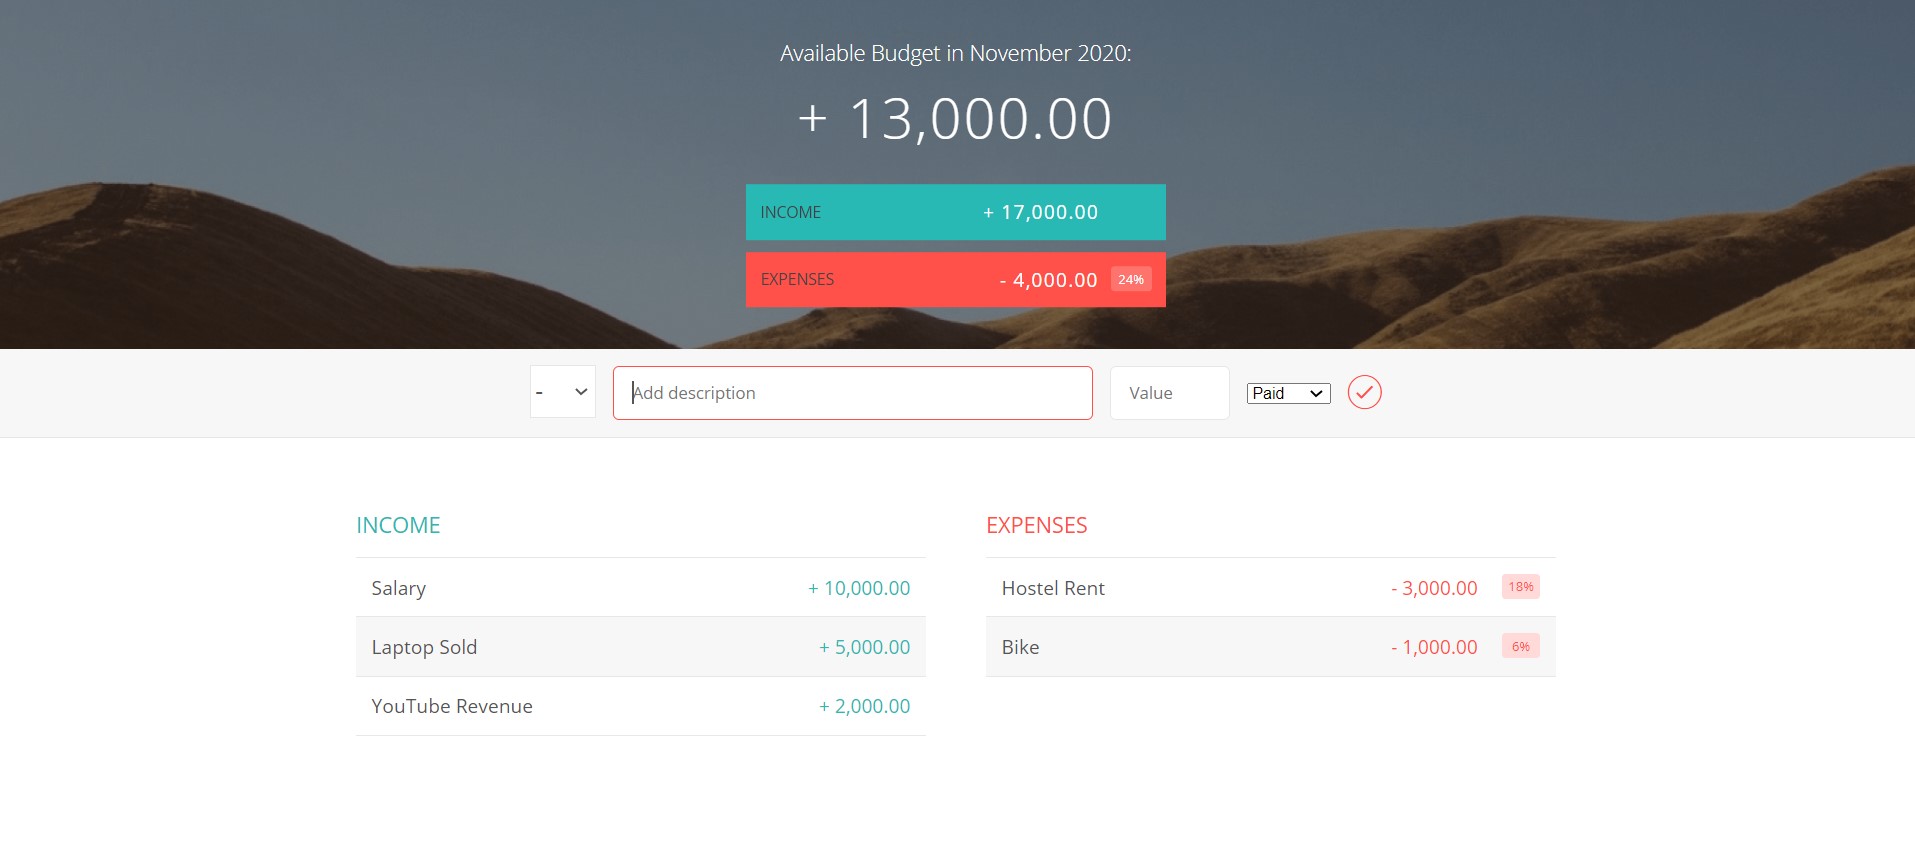 Available Budget in November 2020:
+ 13,000.00
INCOME + 17,000.00
EXPENSES - 4,000.00 24%
- Add description Value Paid
INCOME
Salary + 10,000.00
Laptop Sold + 5,000.00
YouTube Revenue + 2,000.00
EXPENSES
Hostel Rent - 3,000.00 18%
Bike - 1,000.00 6%